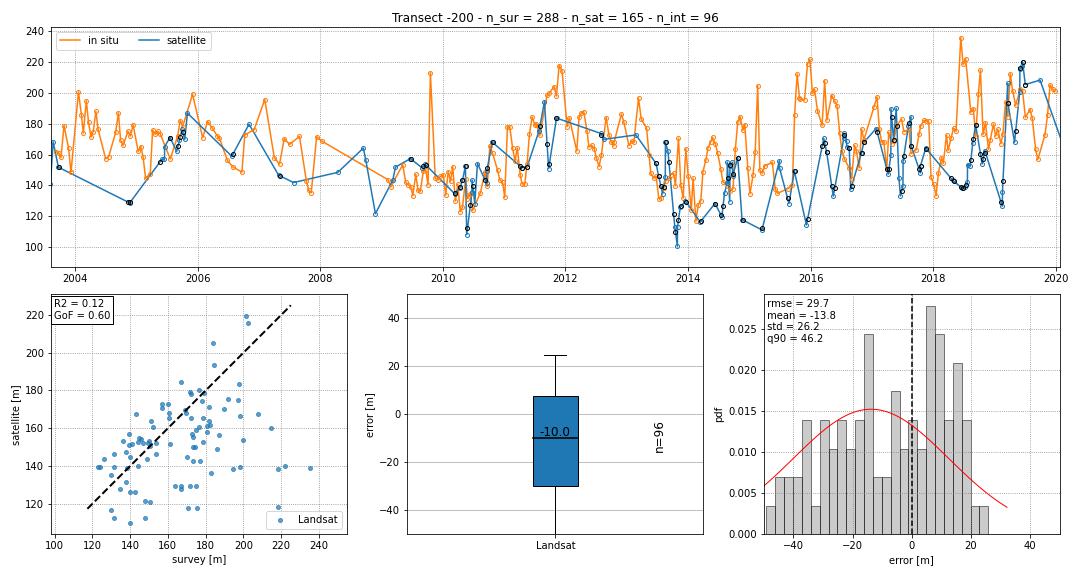 Transect -200 - n_sur = 288 - n_sat = 165 - n_int = 96
in situ satellite
240
220
200
180
160
140
120
100
2004 2006 2008 2010 2012 2014 2016 2018 2020
R2 = 0.12
GoF = 0.60
220
200
180
160
140
120
satellite [m]
Landsat
100 120 140 160 180 200 220 240
survey [m]
40
20
0
−20
−40
error [m]
-10.0
n=96
Landsat
rmse = 29.7
mean = -13.8
std = 26.2
q90 = 46.2
0.025
0.020
0.015
0.010
0.005
0.000
pdf
−40 −20 0 20 40
error [m]